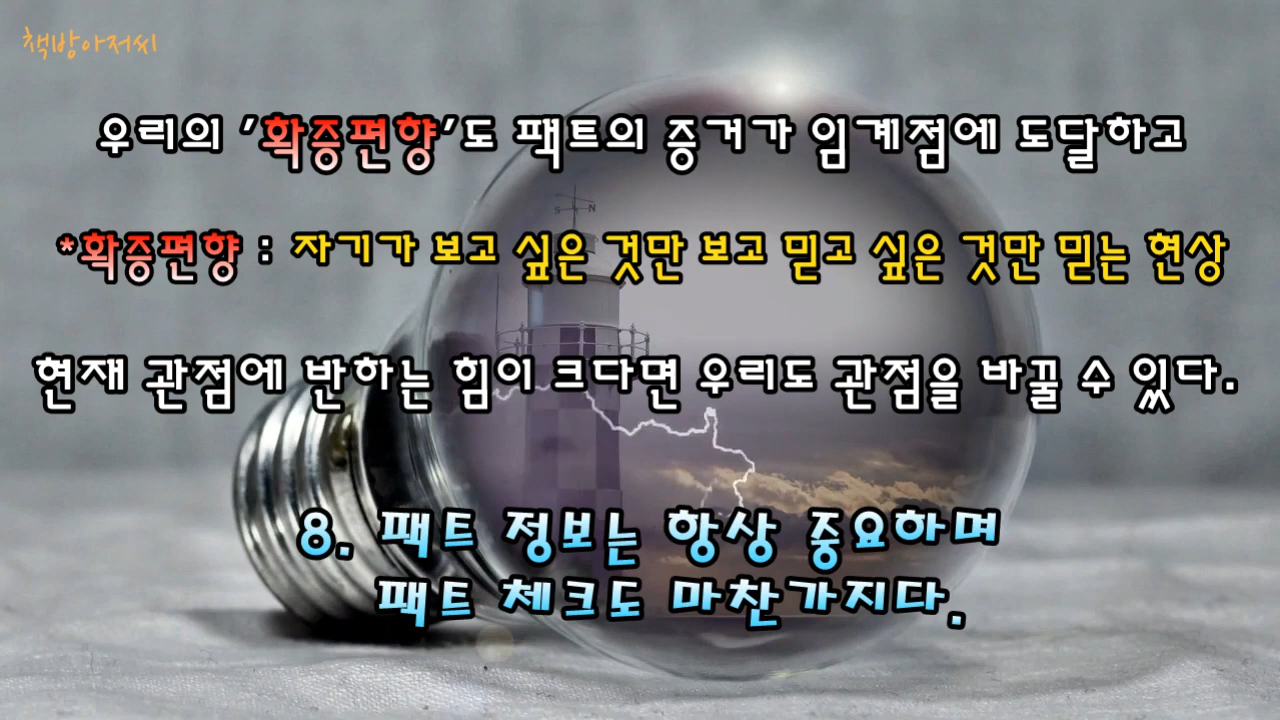 책방아저씨
우리의 '확증편향'도 팩트의 증거가 임계점에 도달하고
*확증편향 : 자기가 보고 싶은 것만 보고 믿고 싶은 것만 믿는 현상
현재 관점에 반하는 힘이 크다면 우리도 관점을 바꿀 수 있다.
8. 팩트 정보는 항상 중요하며
팩트 체크도 마찬가지다.
S N